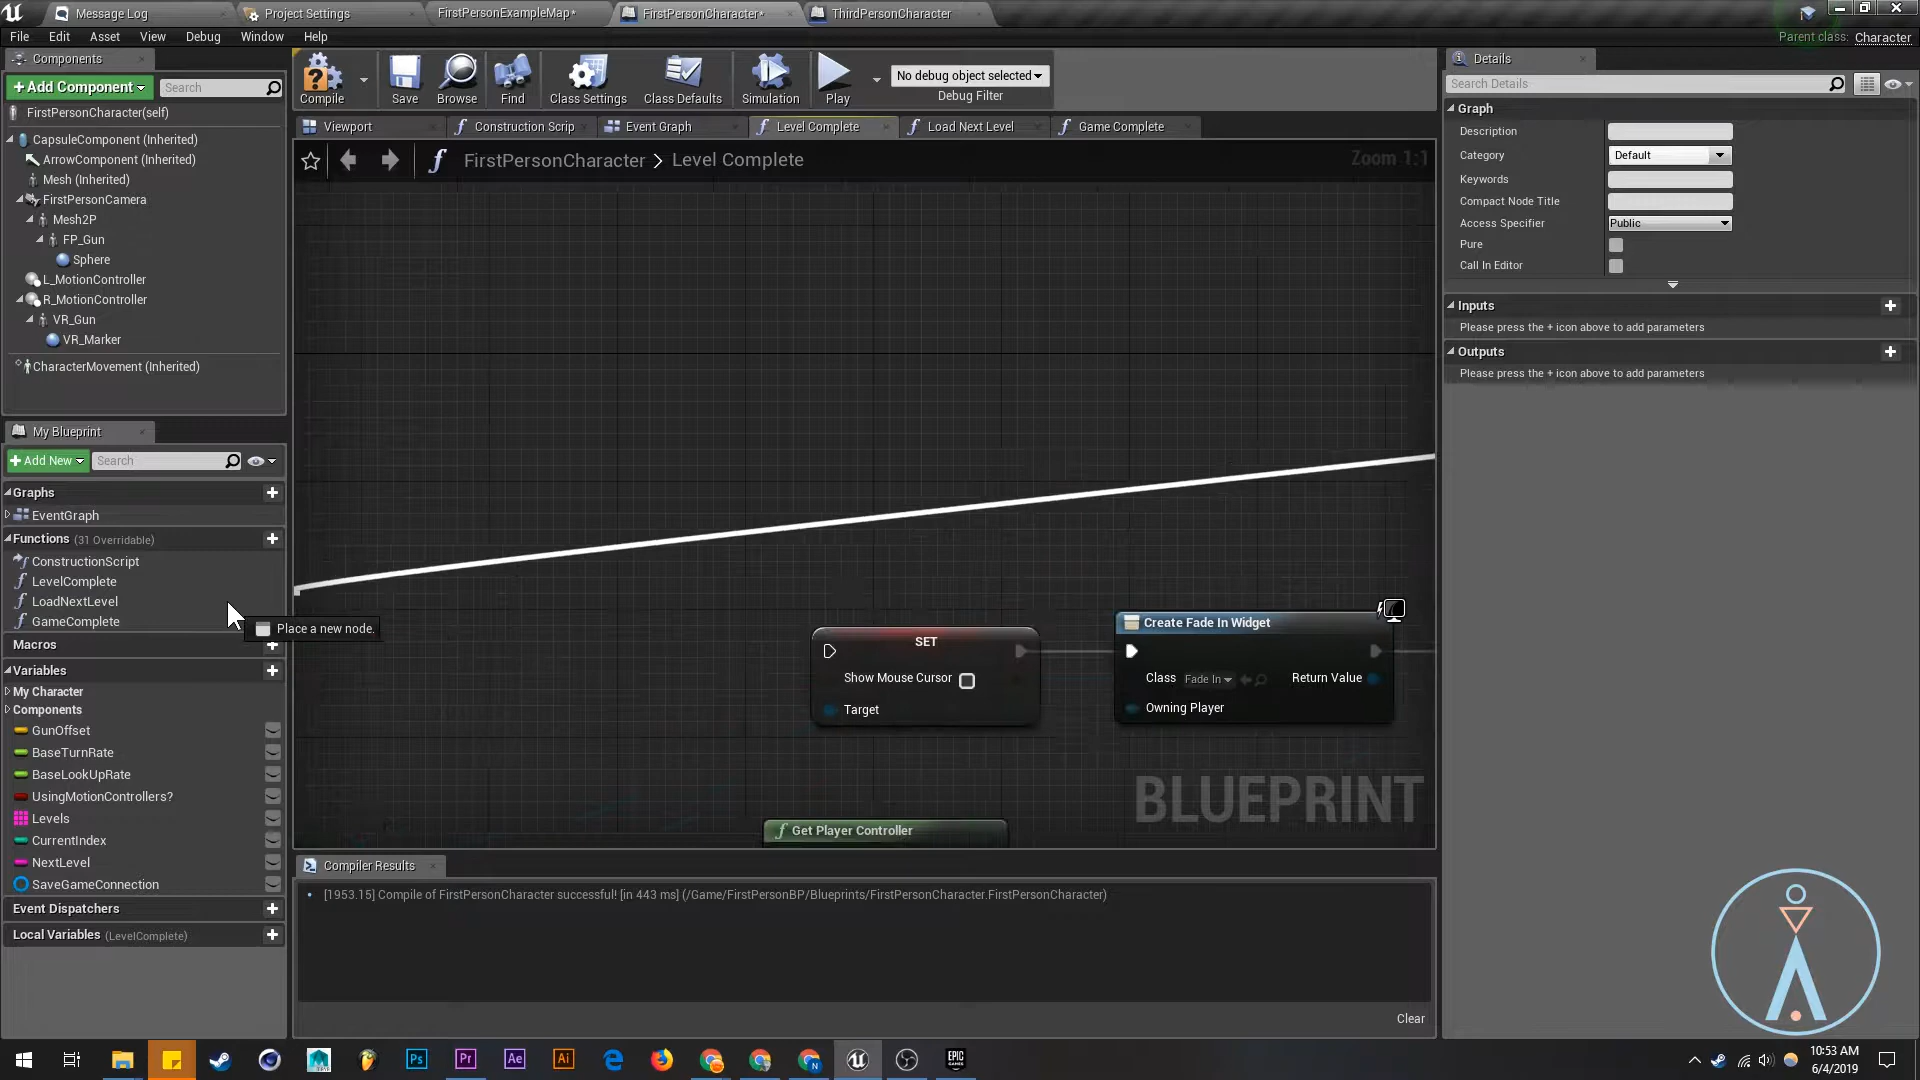 Message Log
Project Settings
FirstPersonExampleMap*
FirstPersonCharacter*
ThirdPersonCharacter
File Edit Asset View Debug Window Help
Parent class: Character
Components
+Add Component
Search
FirstPersonCharacter(self)
CapsuleComponent (Inherited)
ArrowComponent (Inherited)
Mesh (Inherited)
FirstPersonCamera
Mesh2P
FP_Gun
Sphere
L_MotionController
R_MotionController
VR_Gun
VR_Marker
CharacterMovement (Inherited)
My Blueprint
+Add New
Search
Graphs
EventGraph
Functions (31 Overridable)
ConstructionScript
LevelComplete
LoadNextLevel
GameComplete
Macros
Variables
My Character
Components
GunOffset
BaseTurnRate
BaseLookUpRate
UsingMotionControllers?
Levels
CurrentIndex
NextLevel
SaveGameConnection
Event Dispatchers
Local Variables (LevelComplete)
Place a new node.
Compile
Save
Browse
Find
Class Settings
Class Defaults
Simulation
Play
No debug object selected
Debug Filter
Viewport
Construction Scrip
Event Graph
Level Complete
Load Next Level
Game Complete
FirstPersonCharacter > Level Complete
Zoom 1:1
SET
Show Mouse Cursor
Target
Create Fade In Widget
Class Fade In
Return Value
Owning Player
Get Player Controller
BLUEPRINT
Compiler Results
[1953.15] Compile of FirstPersonCharacter successful! [in 443 ms] (/Game/FirstPersonBP/Blueprints/FirstPersonCharacter.FirstPersonCharacter)
Clear
Details
Search Details
Graph
Description
Category
Default
Keywords
Compact Node Title
Access Specifier
Public
Pure
Call In Editor
Inputs
Please press the + icon above to add parameters
Outputs
Please press the + icon above to add parameters
Ps
Pr
Ae
Ai
N
EPIC
GAMES
10:53 AM
6/4/2019